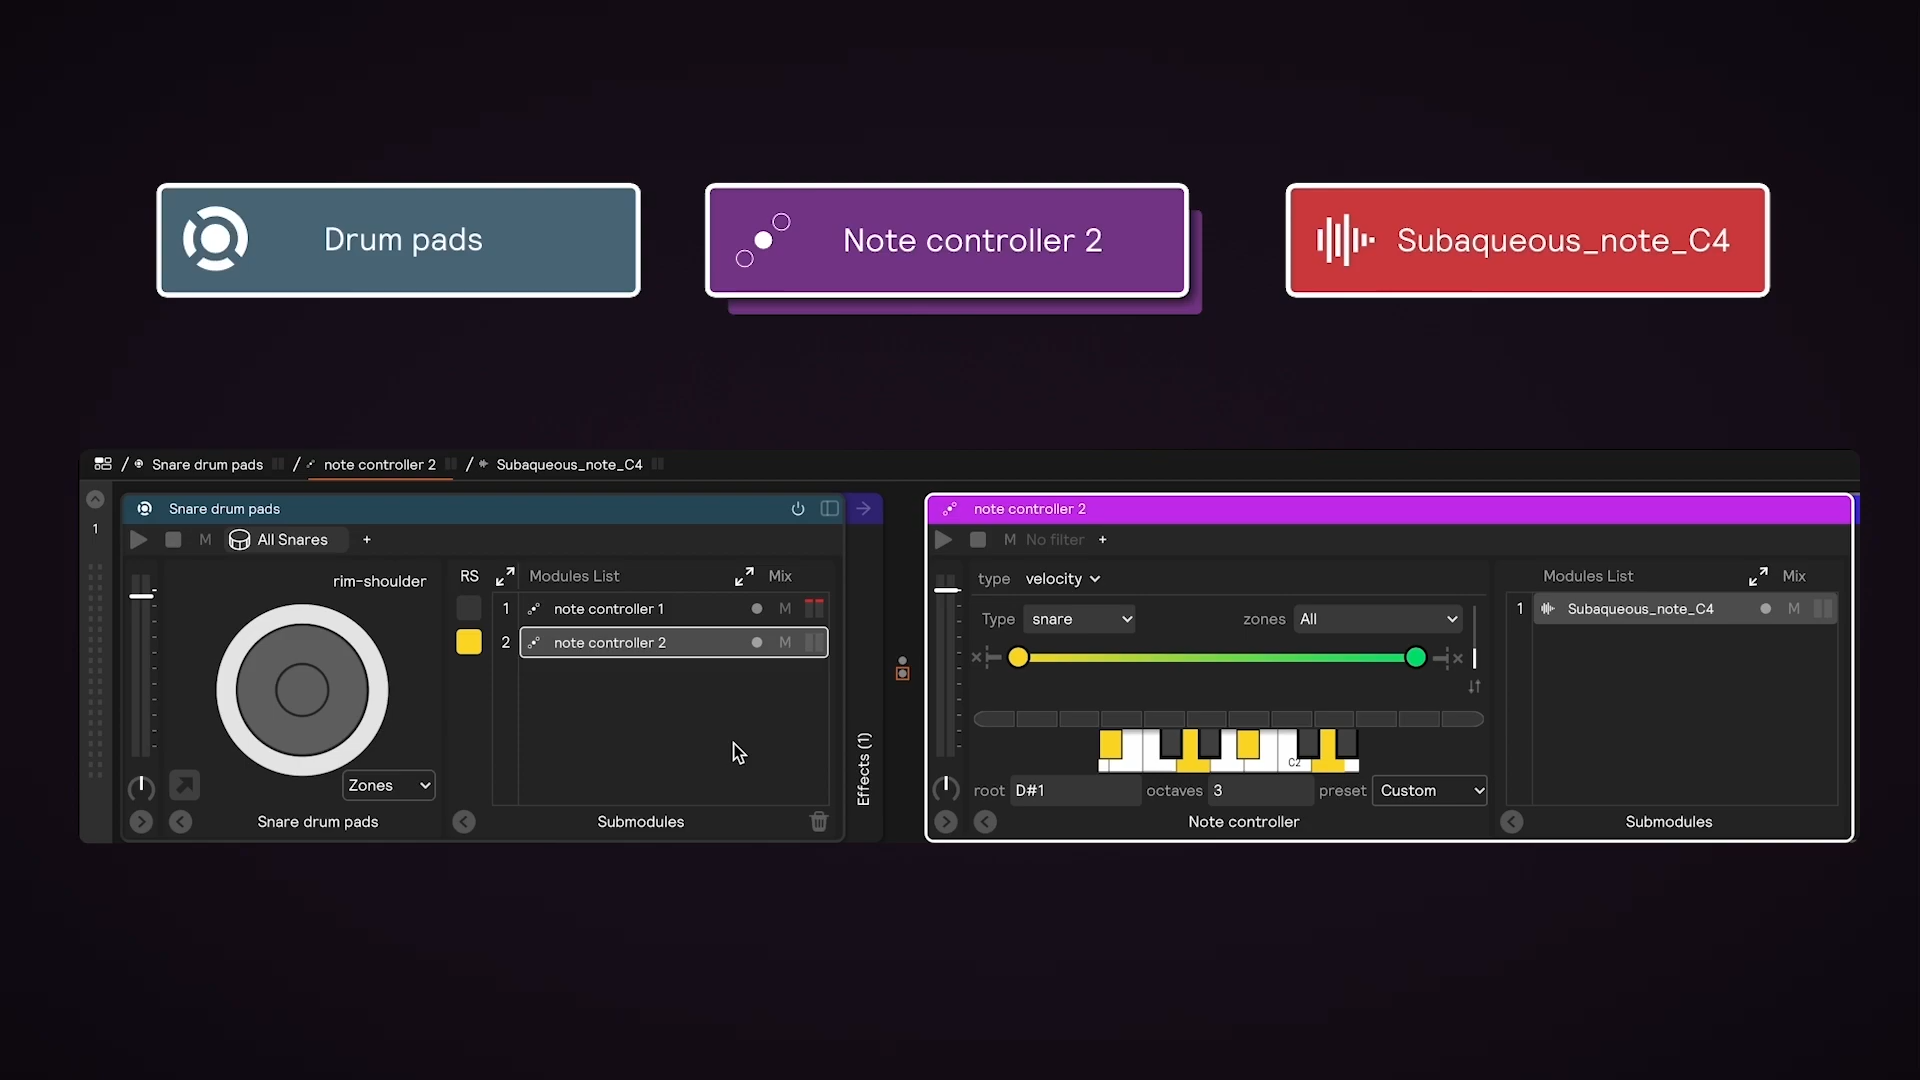 Drum pads
Note controller 2
Subaqueous_note_C4
/ Snare drum pads / note controller 2 / Subaqueous_note_C4
1
Snare drum pads
M All Snares +
rim-shoulder
RS Modules List Mix
1 note controller 1 M
2 note controller 2 M
Zones
Snare drum pads
Submodules
Effects (1)
note controller 2
M No filter +
type velocity
Type snare zones All
C2
root D#1 octaves 3 preset Custom
Note controller
Modules List Mix
1 Subaqueous_note_C4 M
Submodules